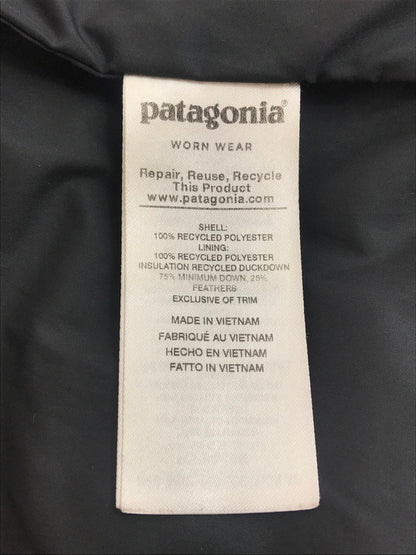 patagonia®
WORN WEAR
Repair, Reuse, Recycle
This Product
www.patagonia.com
SHELL:
100% RECYCLED POLYESTER
LINING:
100% RECYCLED POLYESTER
INSULATION RECYCLED DUCKDOWN
75% MINIMUM DOWN, 25%
FEATHERS
EXCLUSIVE OF TRIM
MADE IN VIETNAM
FABRIQUÉ AU VIETNAM
HECHO EN VIETNAM
FATTO IN VIETNAM